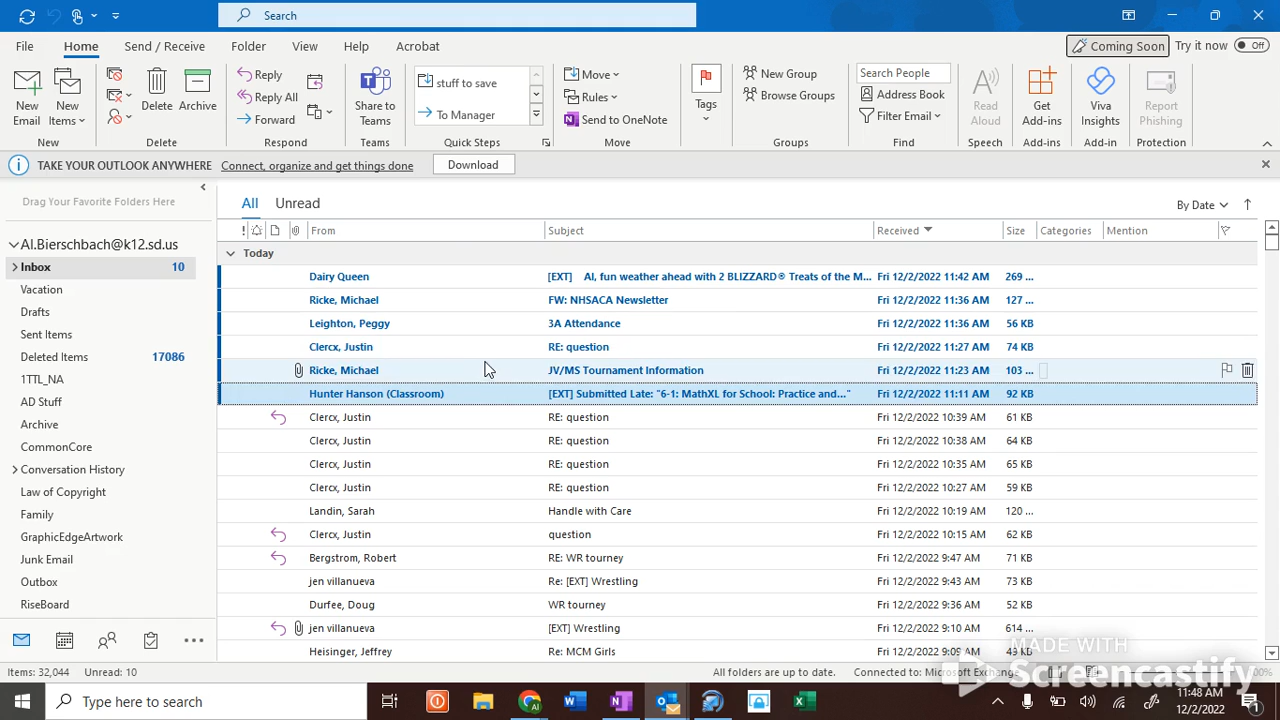 Search
File Home Send / Receive Folder View Help Acrobat Coming Soon Try it now Off
New Email New Items Delete Archive Reply Reply All Forward Share to Teams stuff to save To Manager Move Rules Send to OneNote Tags New Group Browse Groups Search People Address Book Filter Email Read Aloud Get Add-ins Viva Insights Report Phishing
New Delete Respond Teams Quick Steps Move Groups Find Speech Add-ins Add-in Protection
TAKE YOUR OUTLOOK ANYWHERE Connect, organize and get things done Download
Drag Your Favorite Folders Here
Al.Bierschbach@k12.sd.us
Inbox 10
Vacation
Drafts
Sent Items
Deleted Items 17086
1TTL_NA
AD Stuff
Archive
CommonCore
Conversation History
Law of Copyright
Family
GraphicEdgeArtwork
Junk Email
Outbox
RiseBoard
All Unread By Date
! From Subject Received Size Categories Mention
Today
Dairy Queen [EXT] Al, fun weather ahead with 2 BLIZZARD® Treats of the M... Fri 12/2/2022 11:42 AM 269 ...
Ricke, Michael FW: NHSACA Newsletter Fri 12/2/2022 11:36 AM 127 ...
Leighton, Peggy 3A Attendance Fri 12/2/2022 11:36 AM 56 KB
Clercx, Justin RE: question Fri 12/2/2022 11:27 AM 74 KB
Ricke, Michael JV/MS Tournament Information Fri 12/2/2022 11:23 AM 103 ...
Hunter Hanson (Classroom) [EXT] Submitted Late: "6-1: MathXL for School: Practice and..." Fri 12/2/2022 11:11 AM 92 KB
Clercx, Justin RE: question Fri 12/2/2022 10:39 AM 61 KB
Clercx, Justin RE: question Fri 12/2/2022 10:38 AM 64 KB
Clercx, Justin RE: question Fri 12/2/2022 10:35 AM 65 KB
Clercx, Justin RE: question Fri 12/2/2022 10:27 AM 59 KB
Landin, Sarah Handle with Care Fri 12/2/2022 10:19 AM 120 ...
Clercx, Justin question Fri 12/2/2022 10:15 AM 62 KB
Bergstrom, Robert RE: WR tourney Fri 12/2/2022 9:47 AM 71 KB
jen villanueva Re: [EXT] Wrestling Fri 12/2/2022 9:43 AM 73 KB
Durfee, Doug WR tourney Fri 12/2/2022 9:36 AM 52 KB
jen villanueva [EXT] Wrestling Fri 12/2/2022 9:10 AM 614 ...
Heisinger, Jeffrey Re: MCM Girls Fri 12/2/2022 9:09 AM 49 KB
MADE WITH
Screencastify
Items: 32,044 Unread: 10 All folders are up to date. Connected to: Microsoft Exchange
Type here to search 11:48 AM
12/2/2022